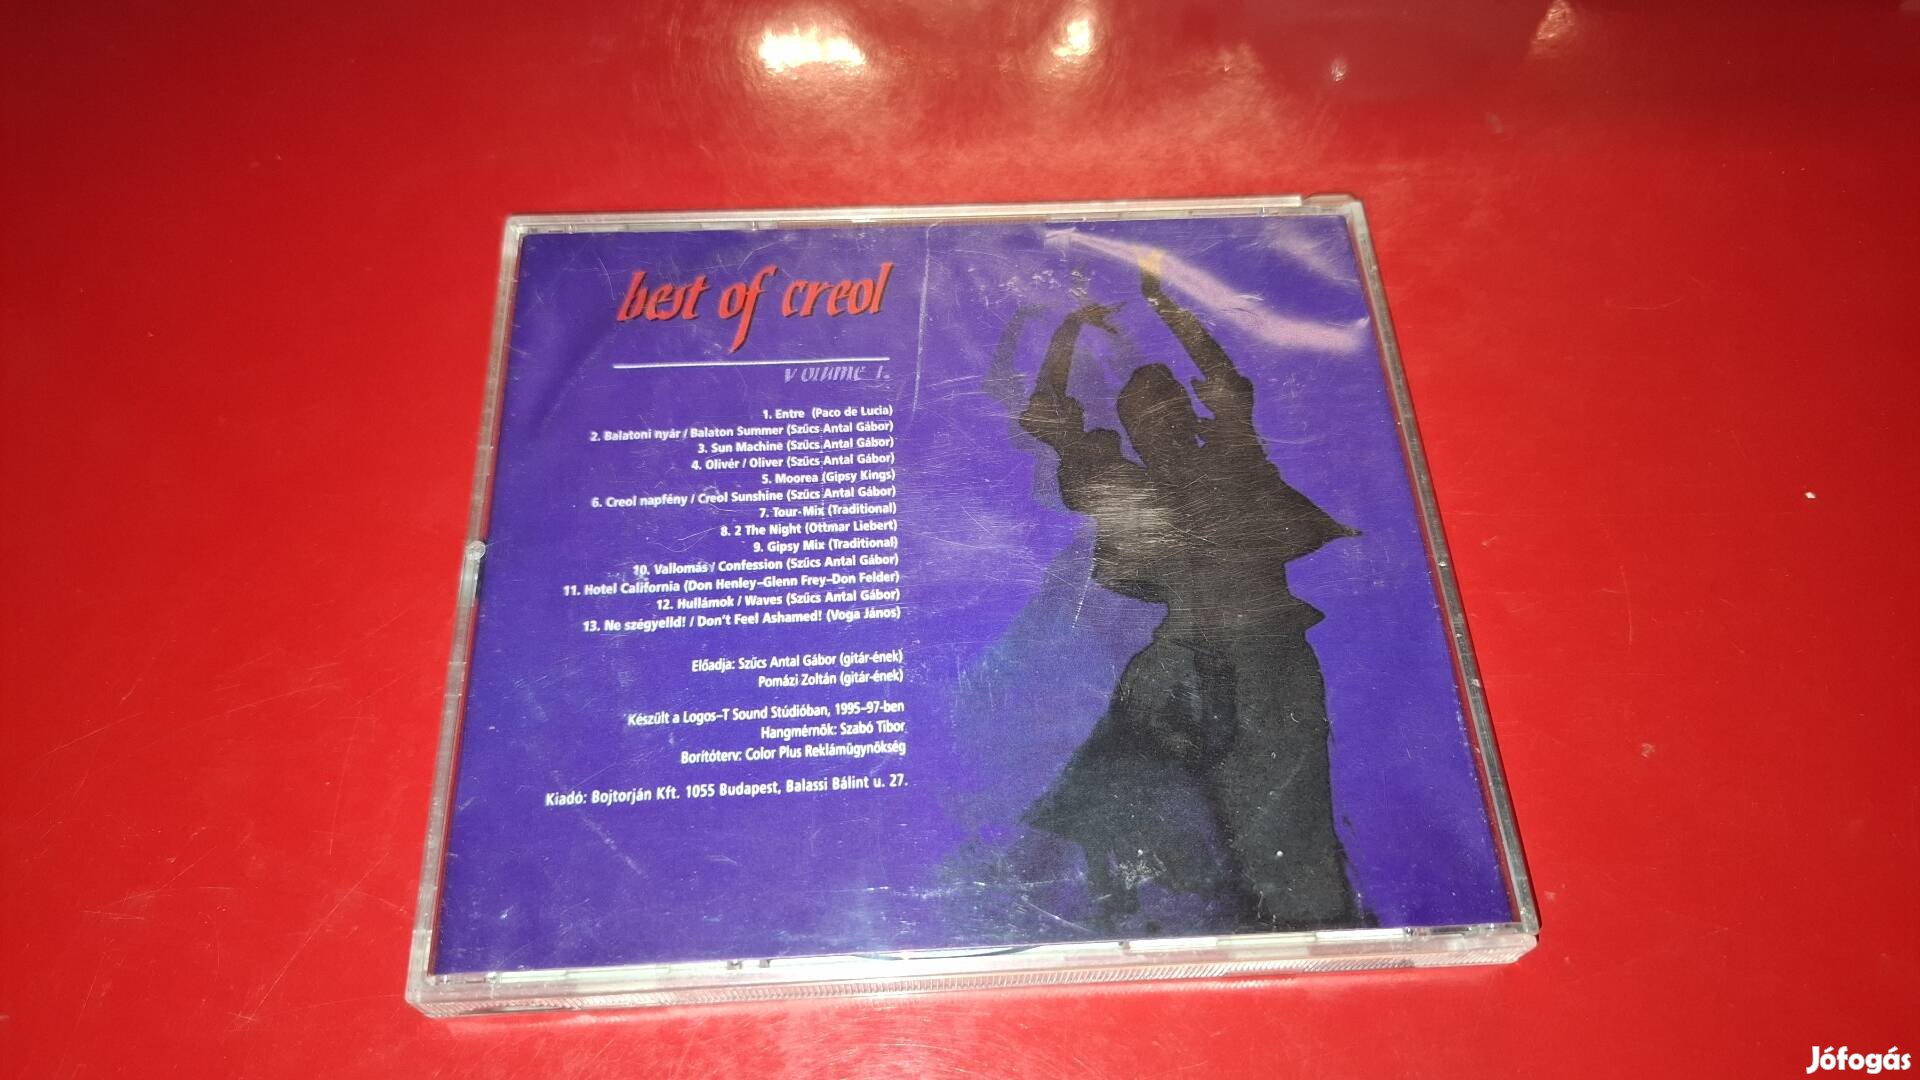 best of creol
volume 1.
1. Entre (Paco de Lucia)
2. Balatoni nyár / Balaton Summer (Szűcs Antal Gábor)
3. Sun Machine (Szűcs Antal Gábor)
4. Olivér / Oliver (Szűcs Antal Gábor)
5. Moorea (Gipsy Kings)
6. Creol napfény / Creol Sunshine (Szűcs Antal Gábor)
7. Tour-Mix (Traditional)
8. 2 The Night (Ottmar Liebert)
9. Gipsy Mix (Traditional)
10. Vallomás / Confession (Szűcs Antal Gábor)
11. Hotel California (Don Henley–Glenn Frey–Don Felder)
12. Hullámok / Waves (Szűcs Antal Gábor)
13. Ne szégyelld! / Don't Feel Ashamed! (Voga János)
Előadja: Szűcs Antal Gábor (gitár-ének)
Pomázi Zoltán (gitár-ének)
Készült a Logos–T Sound Stúdióban, 1995–97-ben
Hangmérnök: Szabó Tibor
Borítóterv: Color Plus Reklámügynökség
Kiadó: Bojtorján Kft. 1055 Budapest, Balassi Bálint u. 27.
Jófogás